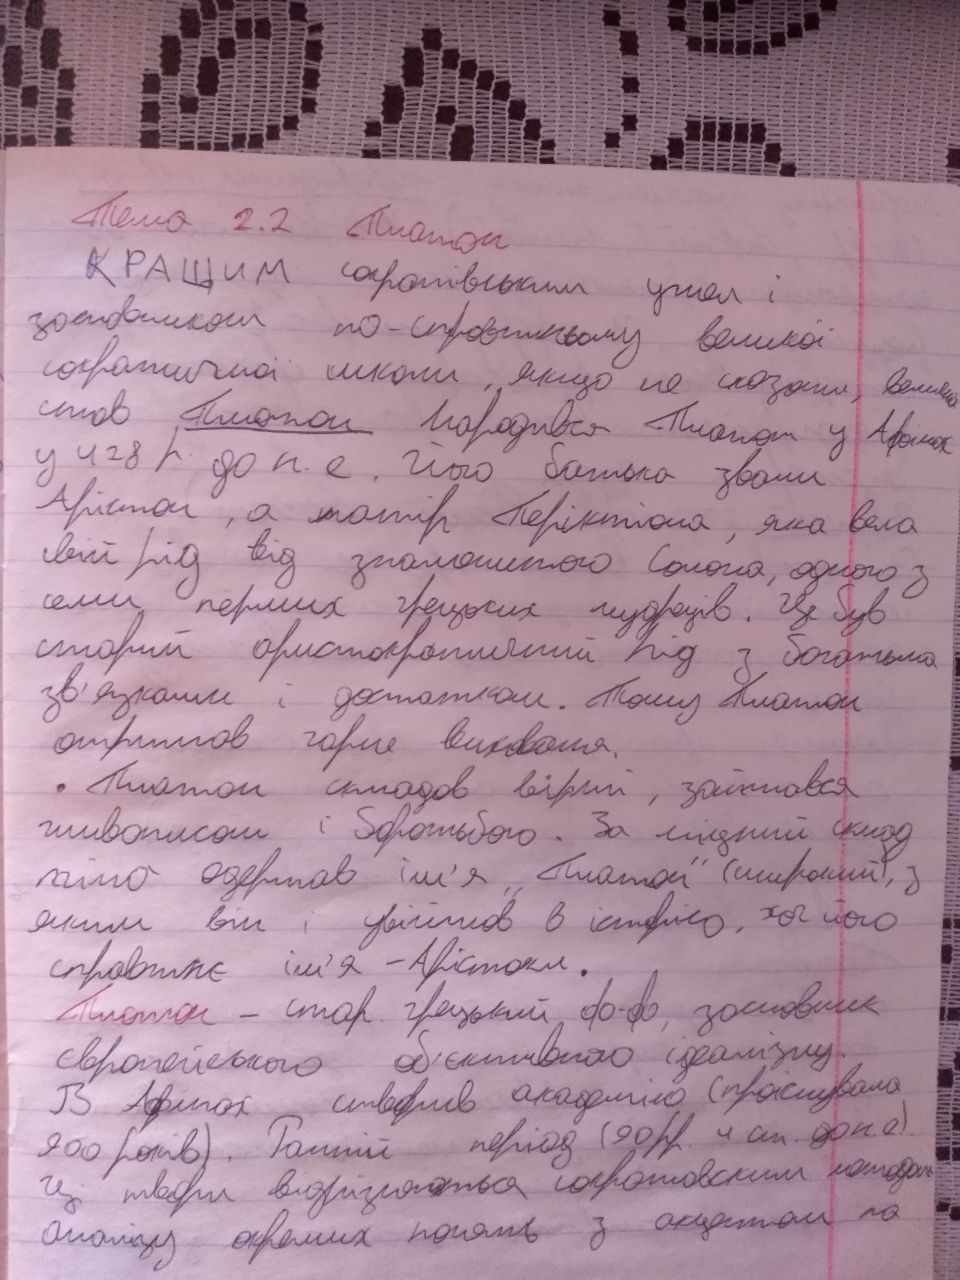 Тема 2.2 Платон
КРАЩИМ сократівським учнем і
засновником по-справжньому великої
сократичної школи, якщо не сказати, велика
став Платон Народився Платон у Афінах
у 428 р. до н. е. Його батька звали
Арістон, а матір Періктіона, яка вела
свій рід від знаменитого Солона, одного з
семи перших грецьких мудреців. Це був
старий аристократичний рід з багатьма
зв'язками і достатком. Тому Платон
отримав гарне виховання.
. Платон складав вірші, займався
живописом і боротьбою. За міцний склад
тіла одержав ім'я „Платон" (широкий), з
яким він і увійшов в історію, хоч його
справжнє ім'я - Арістокл.
Платон - стар. грецький ф-ф, засновник
європейського об'єктивного ідеалізму.
В Афінах створив академію (проіснувала
900 років). Ранній період (90 рр. 4 ст. до н.е)
Ці твори відрізняються сократовським методом
аналізу окремих понять з акцентом на